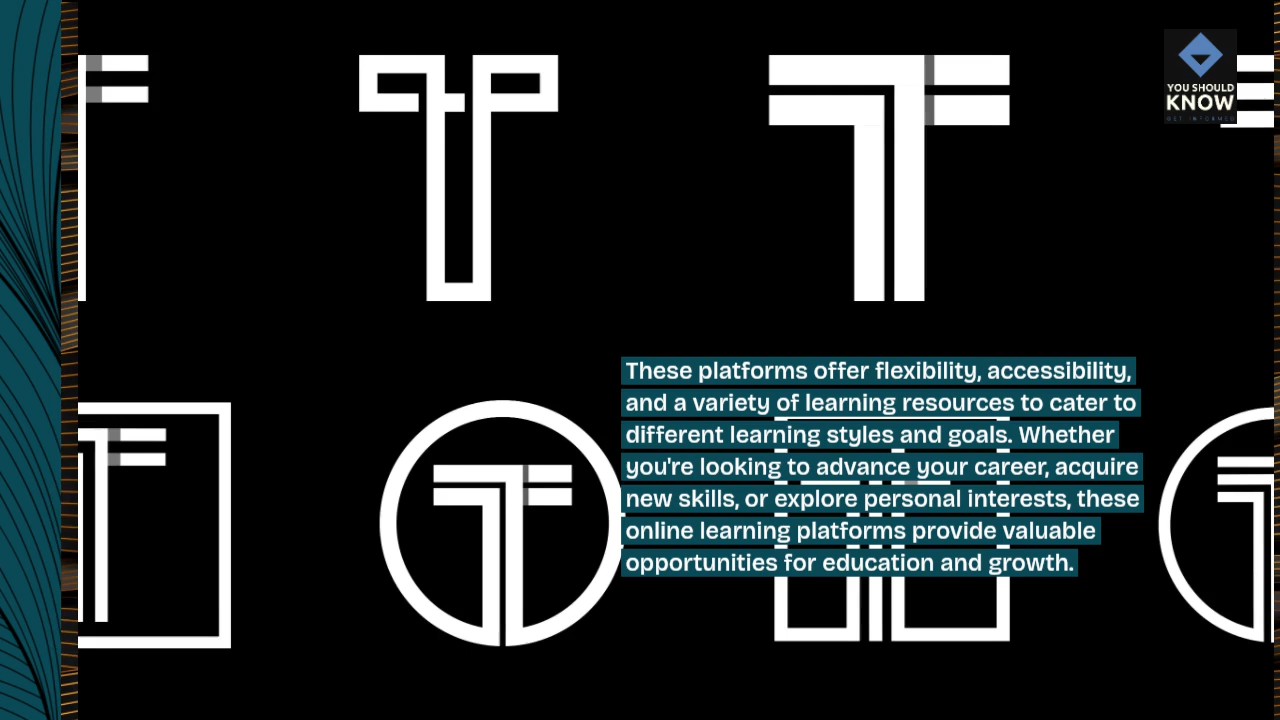 YOU SHOULD
KNOW
GET INFORMED
These platforms offer flexibility, accessibility,
and a variety of learning resources to cater to
different learning styles and goals. Whether
you're looking to advance your career, acquire
new skills, or explore personal interests, these
online learning platforms provide valuable
opportunities for education and growth.